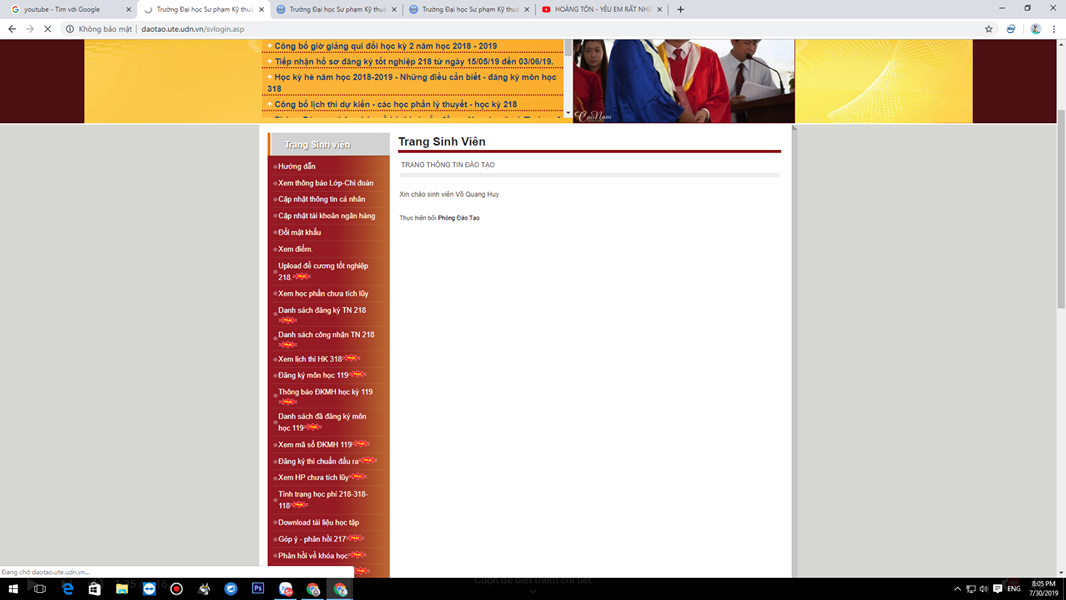 youtube - Tìm với Google
Trường Đại học Sư phạm Kỹ thuậ
Trường Đại học Sư phạm Kỹ thuậ
Trường Đại học Sư phạm Kỹ thuậ
HOÀNG TÔN - YÊU EM RẤT NHI
Không bảo mật | daotao.ute.udn.vn/svlogin.asp
+ Công bố giờ giảng qui đổi học kỳ 2 năm học 2018 - 2019
+ Tiếp nhận hồ sơ đăng ký tốt nghiệp 218 từ ngày 15/05/19 đến 03/06/19.
+ Học kỳ hè năm học 2018-2019 - Những điều cần biết - đăng ký môn học
318
+ Công bố lịch thi dự kiến - các học phần lý thuyết - học kỳ 218
Trang Sinh viên
Hướng dẫn
Xem thông báo Lớp-Chi đoàn
Cập nhật thông tin cá nhân
Cập nhật tài khoản ngân hàng
Đổi mật khẩu
Xem điểm.
Upload đề cương tốt nghiệp
218.
Xem học phần chưa tích lũy
Danh sách đăng ký TN 218
Danh sách công nhận TN 218
Xem lịch thi HK 318
Đăng ký môn học 119
Thông báo ĐKMH học kỳ 119
Danh sách đã đăng ký môn
học 119
Xem mã số ĐKMH 119
Đăng ký thi chuẩn đầu ra
Xem HP chưa tích lũy
Tình trạng học phí 218-318-
118
Download tài liệu học tập
Góp ý - phản hồi 217
Phản hồi về khóa học
Trang Sinh Viên
TRANG THÔNG TIN ĐÀO TẠO
Xin chào sinh viên Võ Quang Huy
Thực hiện bởi Phòng Đào Tạo
Đang chờ daotao.ute.udn.vn...
ENG
8:05 PM
7/30/2019